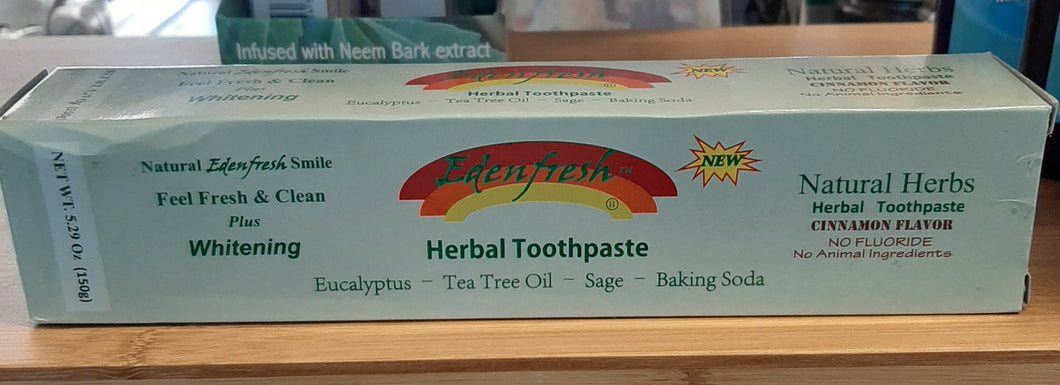 Infused with Neem Bark extract
Natural Edenfresh Smile
Feel Fresh & Clean
Plus
Whitening
Edenfresh
Herbal Toothpaste
Eucalyptus - Tea Tree Oil - Sage - Baking Soda
NEW
Natural Herbs
Herbal Toothpaste
CINNAMON FLAVOR
NO FLUORIDE
No Animal Ingredients
NET WT. 5.29 Oz (150g)
Natural Edenfresh Smile
Feel Fresh & Clean
Plus
Whitening
Edenfresh™
H
Herbal Toothpaste
Eucalyptus – Tea Tree Oil – Sage – Baking Soda
NEW
Natural Herbs
Herbal Toothpaste
CINNAMON FLAVOR
NO FLUORIDE
No Animal Ingredients